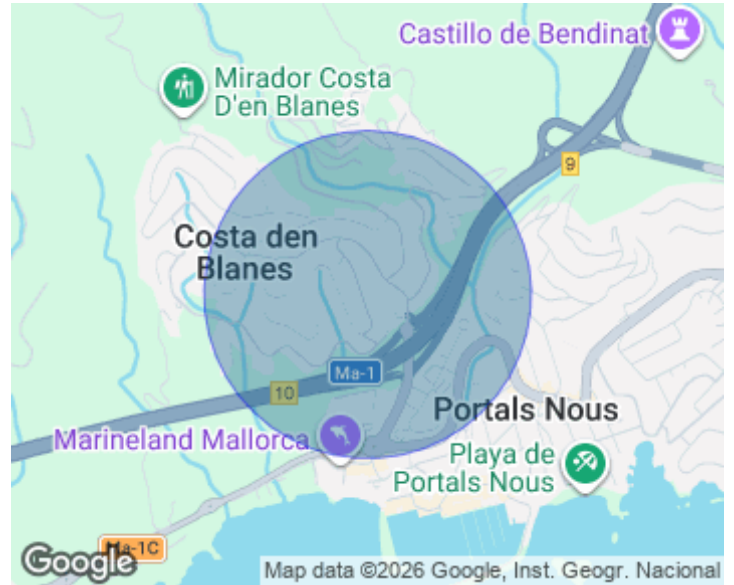 Castillo de Bendinat
Mirador Costa
D'en Blanes
9
Costa den
Blanes
Ma-1
10
Portals Nous
Marineland Mallorca
Playa de
Portals Nous
Ma-1C
Google
Map data ©2026 Google, Inst. Geogr. Nacional